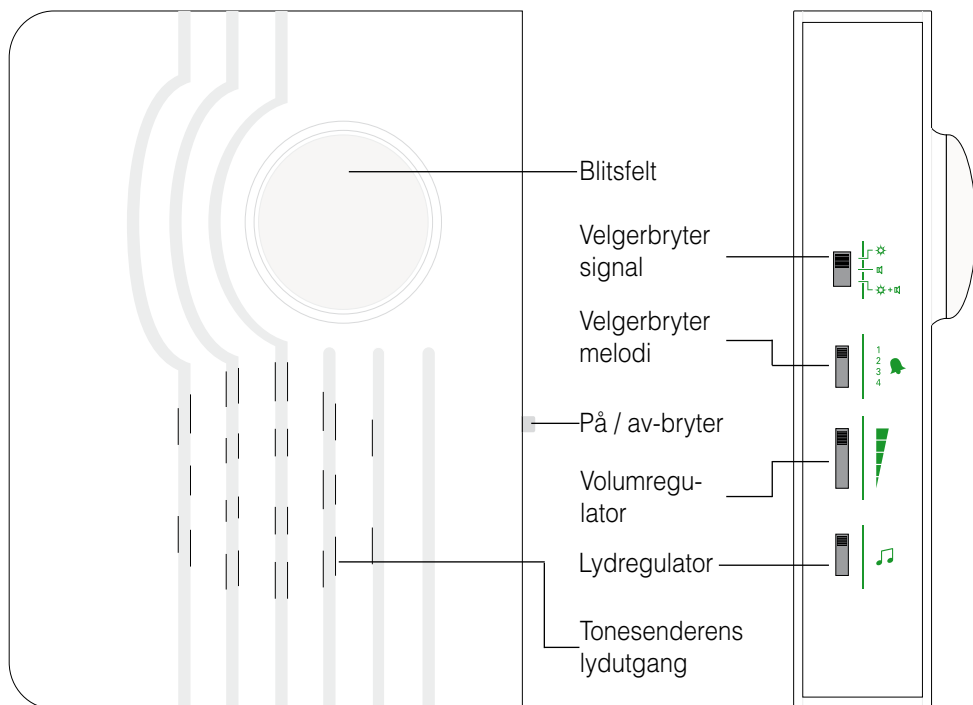 Blitsfelt
Velgerbryter
signal
+
Velgerbryter
melodi
1
2
3
4
På / av-bryter
Volumregu-
lator
Lydregulator
Tonesenderens
lydutgang